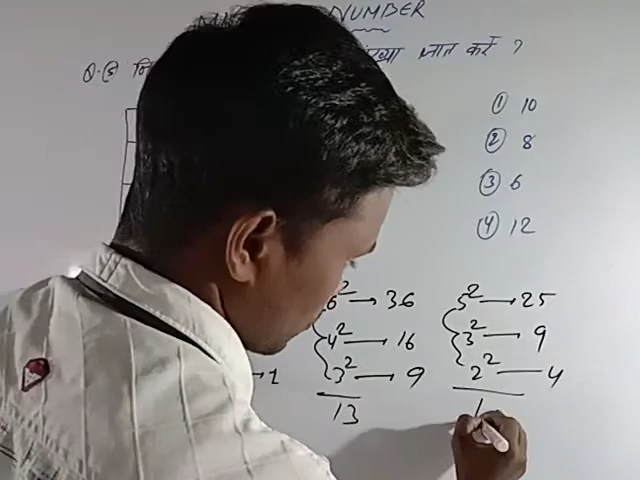 NUMBER
Q.3 नि ख्या ज्ञात करें ?
① 10
② 8
③ 6
④ 12
6² → 36
4² → 16
3² → 9
13
5² → 25
3² → 9
2² — 4
1
→ 1